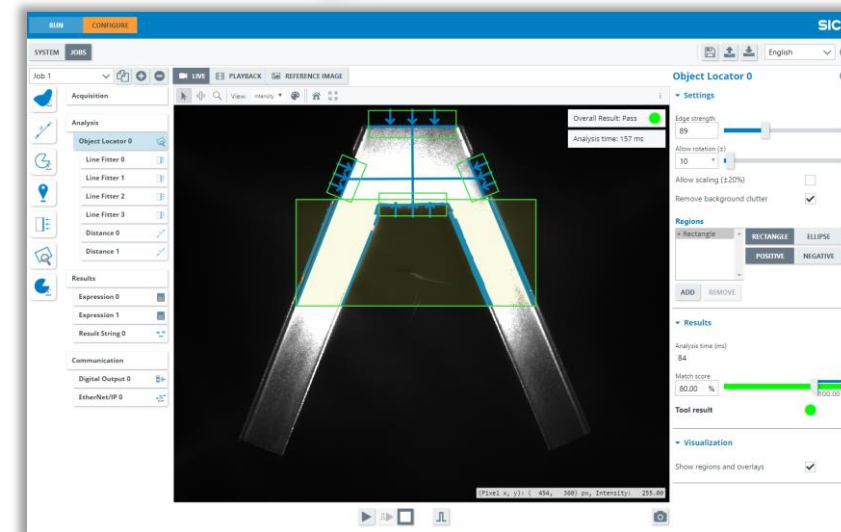 RUN CONFIGURE SIC
SYSTEM JOBS English
Job 1 LIVE PLAYBACK REFERENCE IMAGE Object Locator 0
Acquisition View: Intensity Settings
Analysis Overall Result: Pass Edge strength
Object Locator 0 Analysis time: 157 ms 89
Line Fitter 0 Allow rotation (±)
Line Fitter 1 10 °
Line Fitter 2 Allow scaling (±20%)
Line Fitter 3 Remove background clutter
Distance 0 Regions
Distance 1 + Rectangle RECTANGLE ELLIPSE
POSITIVE NEGATIVE
Results
Expression 0 ADD REMOVE
Expression 1 Results
Result String 0 Analysis time (ms)
84
Communication Match score
Digital Output 0 80.00 % 100.00
EtherNet/IP 0 Tool result
Visualization
Show regions and overlays
(Pixel x, y): ( 454, 360) px, Intensity: 255.00